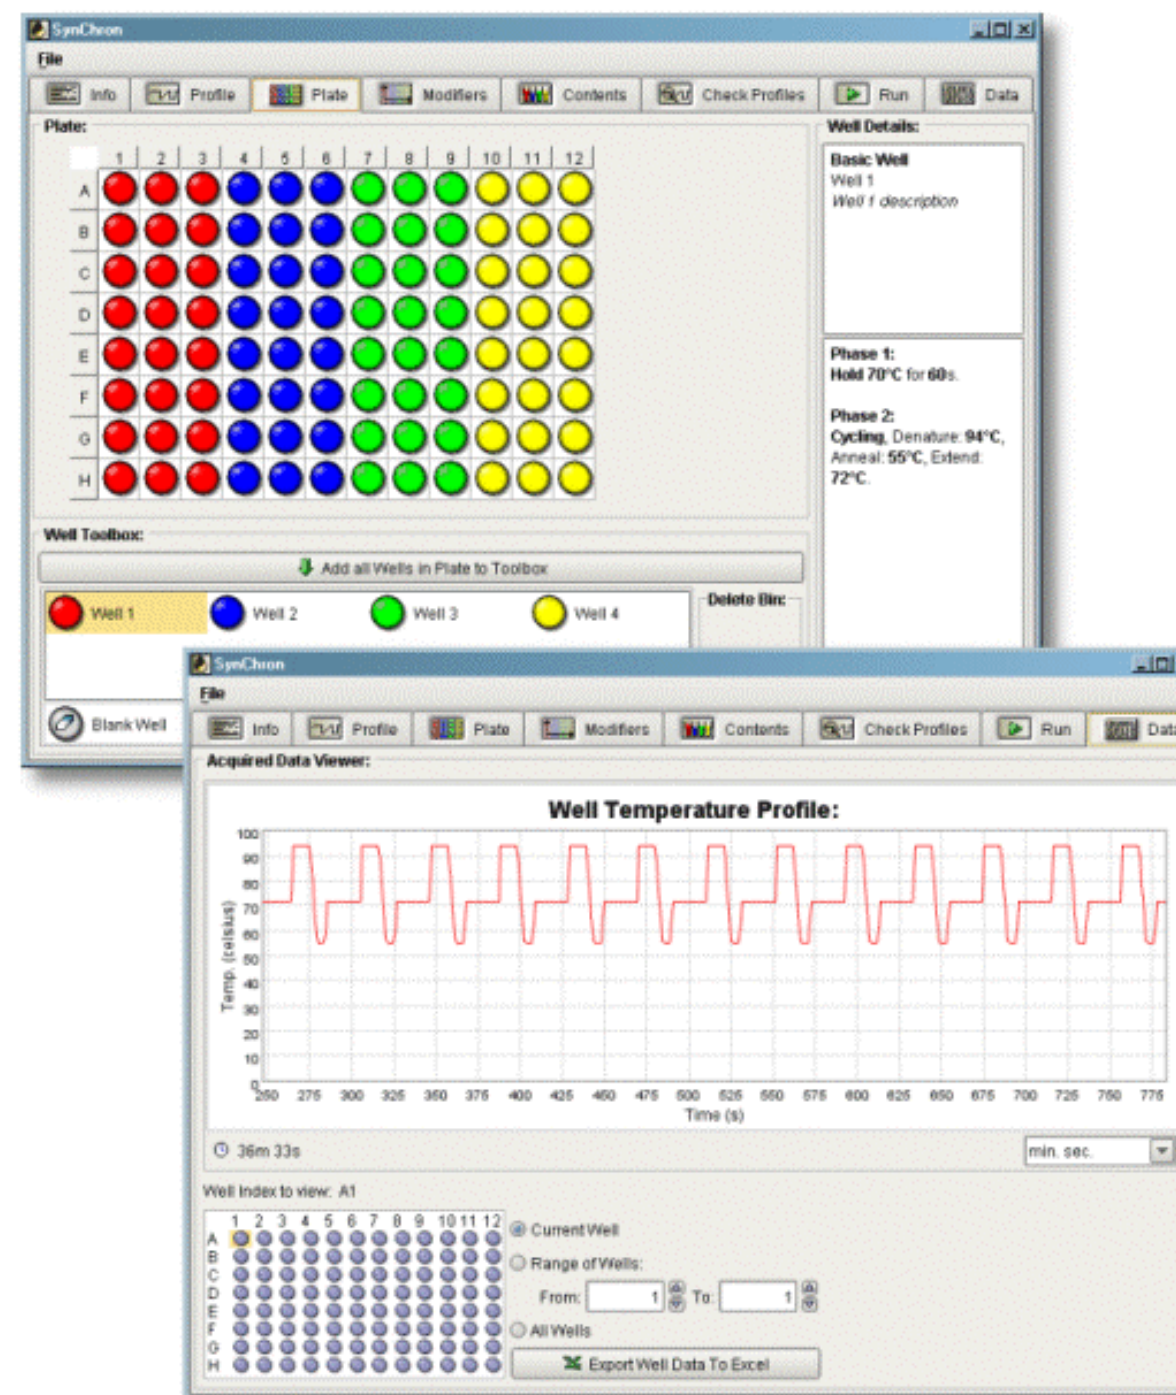 SynChron
File
Info Profile Plate Modifiers Contents Check Profiles Run Data
Plate:
1 2 3 4 5 6 7 8 9 10 11 12
A
B
C
D
E
F
G
H
Well Details:
Basic Well
Well 1
Well 1 description
Phase 1:
Hold 70°C for 60s.
Phase 2:
Cycling, Denature: 94°C,
Anneal: 55°C, Extend:
72°C.
Well Toolbox:
Add all Wells in Plate to Toolbox
Well 1 Well 2 Well 3 Well 4
Delete Bin:
Blank Well
SynChron
File
Info Profile Plate Modifiers Contents Check Profiles Run Data
Acquired Data Viewer:
Well Temperature Profile:
Temp. (celsius)
100
90
80
70
60
50
40
30
20
10
0
250 275 300 325 350 375 400 425 450 475 500 525 550 575 600 625 650 675 700 725 750 775
Time (s)
36m 33s
min. sec.
Well Index to view: A1
1 2 3 4 5 6 7 8 9 10 11 12
A
B
C
D
E
F
G
H
Current Well
Range of Wells:
From: 1 To: 1
All Wells
Export Well Data To Excel